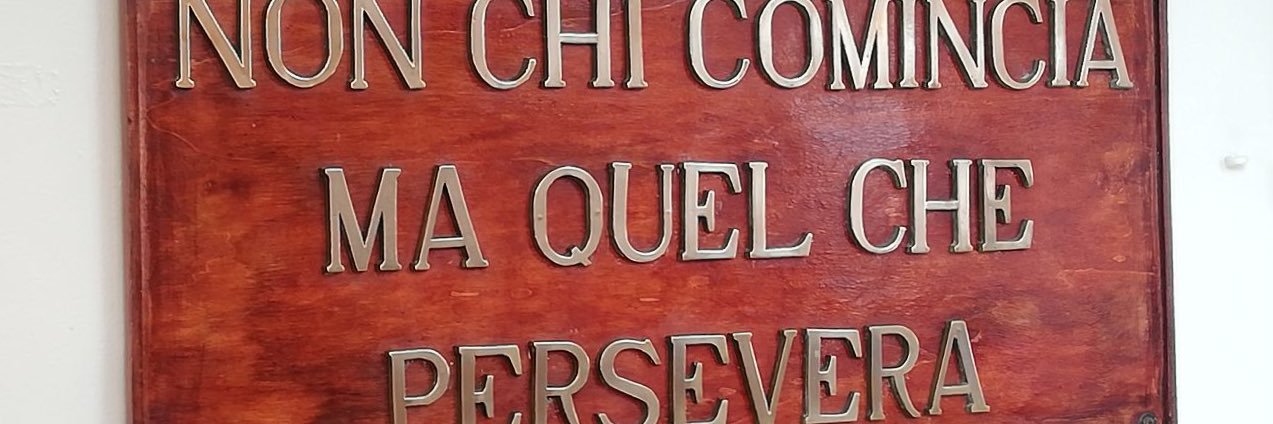 NON CHI COMINCIA
MA QUEL CHE
PERSEVERA